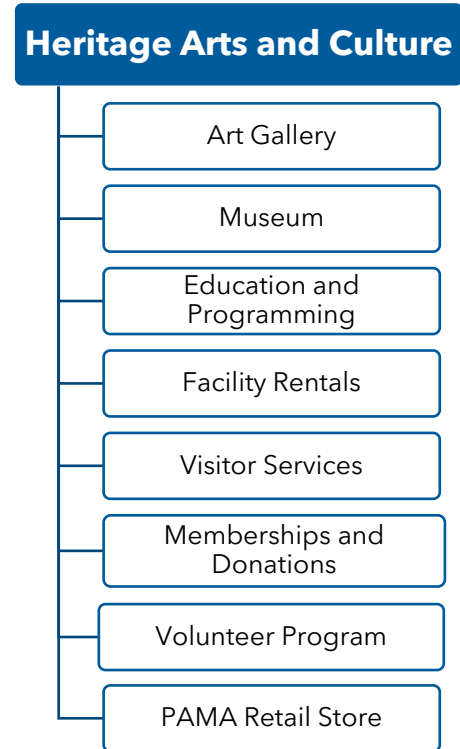 Heritage Arts and Culture
Art Gallery
Museum
Education and
Programming
Facility Rentals
Visitor Services
Memberships and
Donations
Volunteer Program
PAMA Retail Store